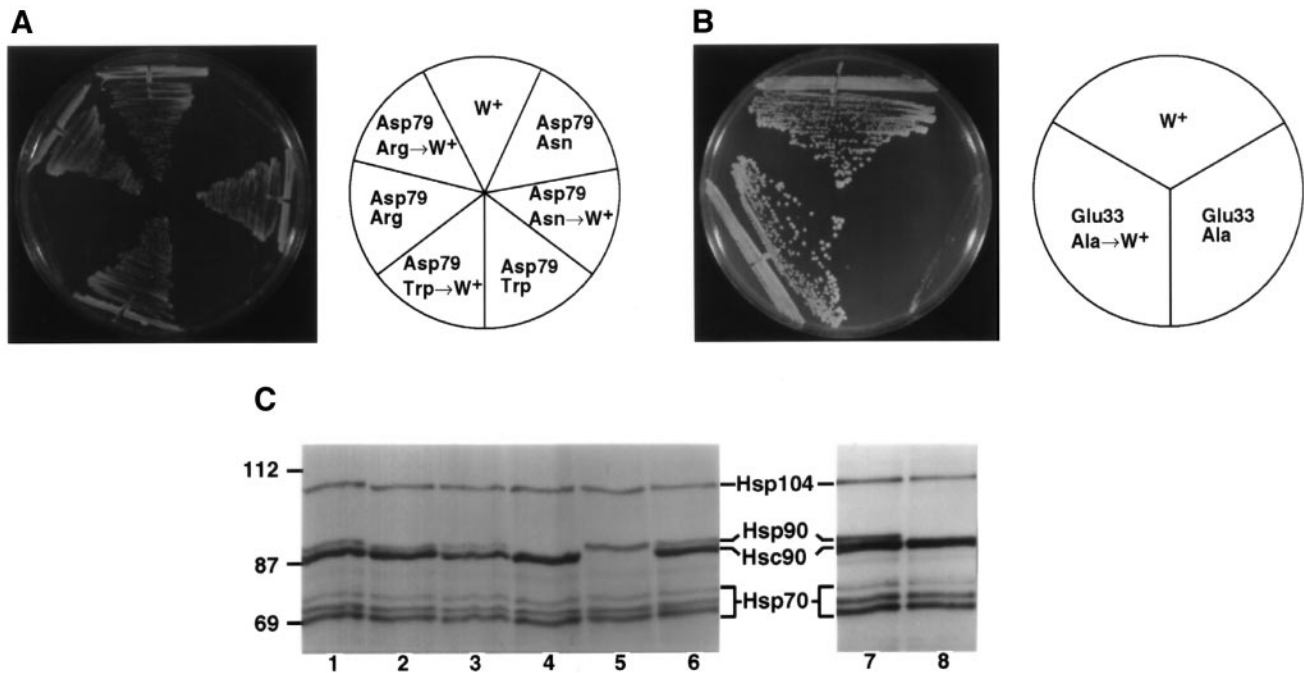 A
B
W+
Asp79
Asn
Asp79
Asn→W+
Asp79
Trp
Asp79
Trp→W+
Asp79
Arg
Asp79
Arg→W+
W+
Glu33
Ala→W+
Glu33
Ala
C
112
87
69
Hsp104
Hsp90
Hsc90
Hsp70
1 2 3 4 5 6 7 8